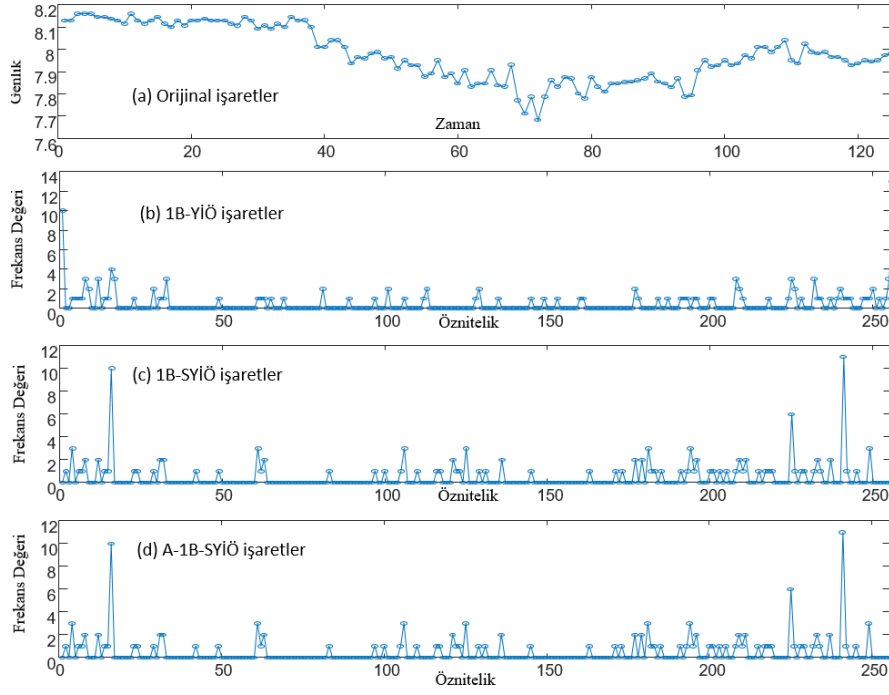 8.2
8.1
8
7.9
7.8
7.7
7.6
Genlik
(a) Orijinal işaretler
Zaman
0 20 40 60 80 100 120
14
12
10
8
6
4
2
0
Frekans Değeri
(b) 1B-YİÖ işaretler
0 50 100 150 200 250
Öznitelik
12
10
8
6
4
2
0
Frekans Değeri
(c) 1B-SYİÖ işaretler
0 50 100 150 200 250
Öznitelik
12
10
8
6
4
2
0
Frekans Değeri
(d) A-1B-SYİÖ işaretler
0 50 100 150 200 250
Öznitelik